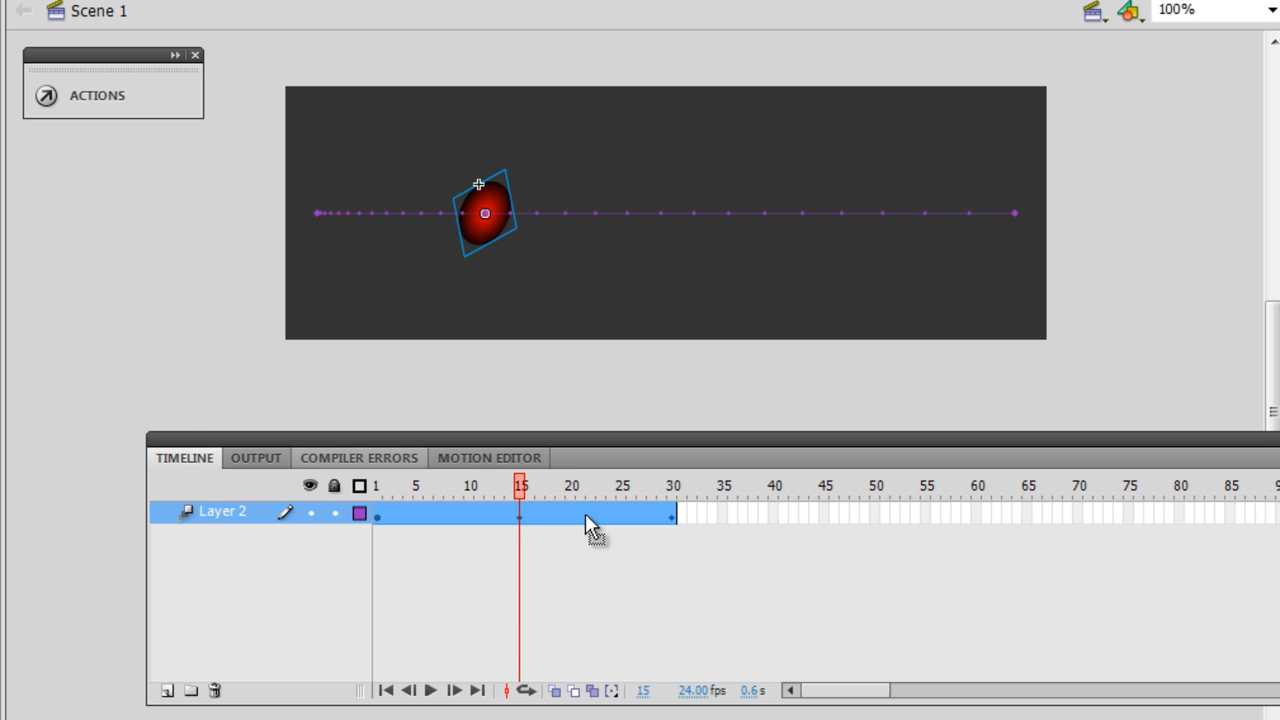 Scene 1
100%
ACTIONS
TIMELINE OUTPUT COMPILER ERRORS MOTION EDITOR
1 5 10 15 20 25 30 35 40 45 50 55 60 65 70 75 80 85 9
Layer 2
15 24.00 fps 0.6 s